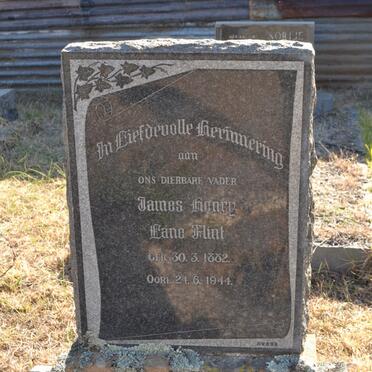 NORTJE
In Liefdevolle Herinnering
aan
ONS DIERBARE VADER
James Henry
Lane Flint
GEB. 30. 3. 1882.
OORL. 24. 6. 1944.